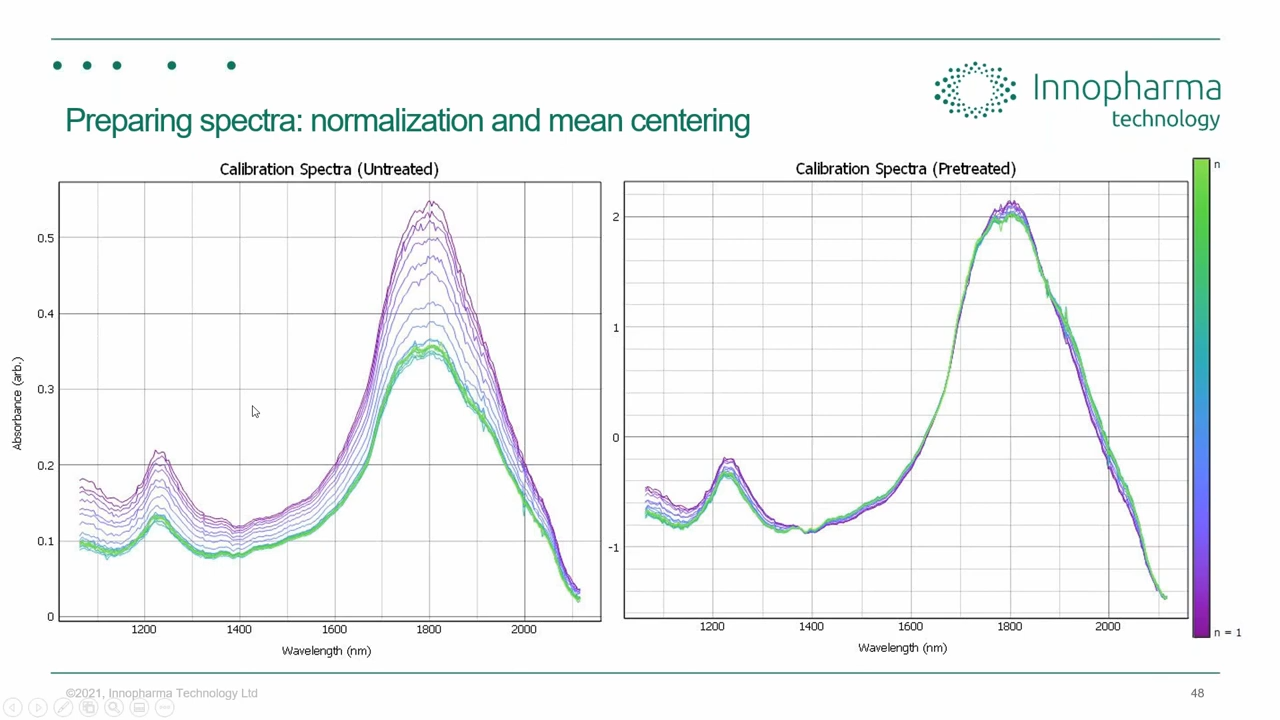 Innopharma
technology
Preparing spectra: normalization and mean centering
Calibration Spectra (Untreated)
Absorbance (arb.)
0.5
0.4
0.3
0.2
0.1
0
1200 1400 1600 1800 2000
Wavelength (nm)
Calibration Spectra (Pretreated)
2
1
0
-1
1200 1400 1600 1800 2000
Wavelength (nm)
n
n = 1
©2021, Innopharma Technology Ltd
48